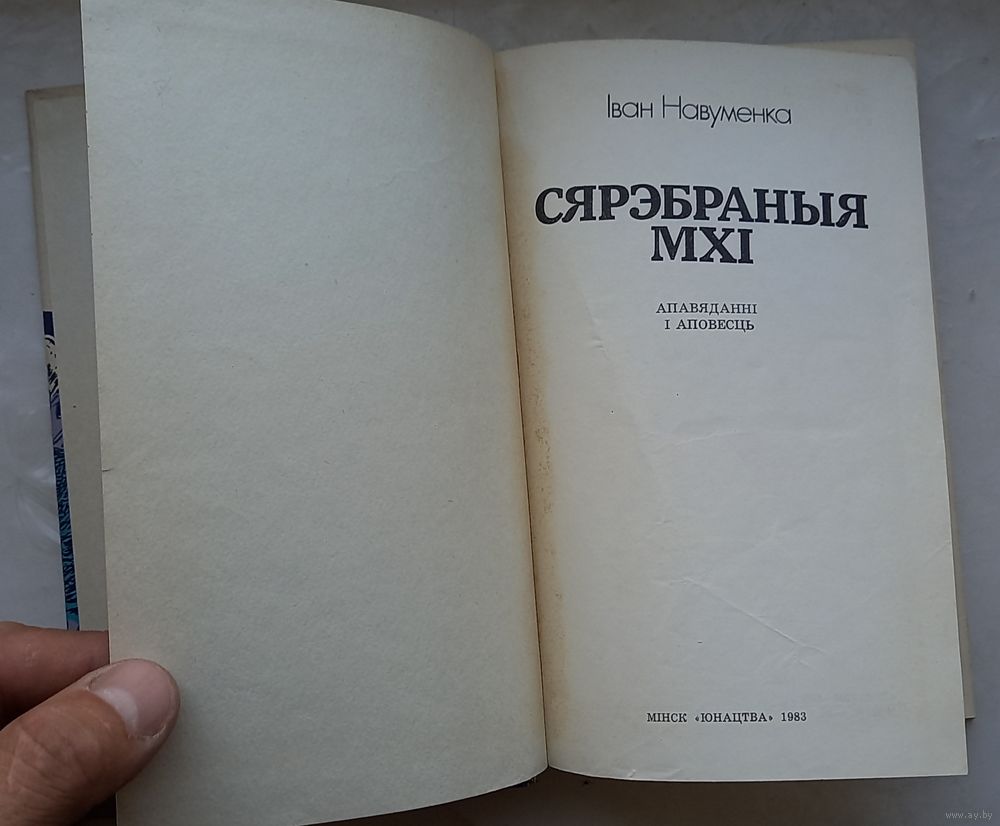 Іван Навуменка
СЯРЭБРАНЫЯ
МХІ
АПАВЯДАННІ
І АПОВЕСЦЬ
МІНСК «ЮНАЦТВА» 1983
www.ay.by